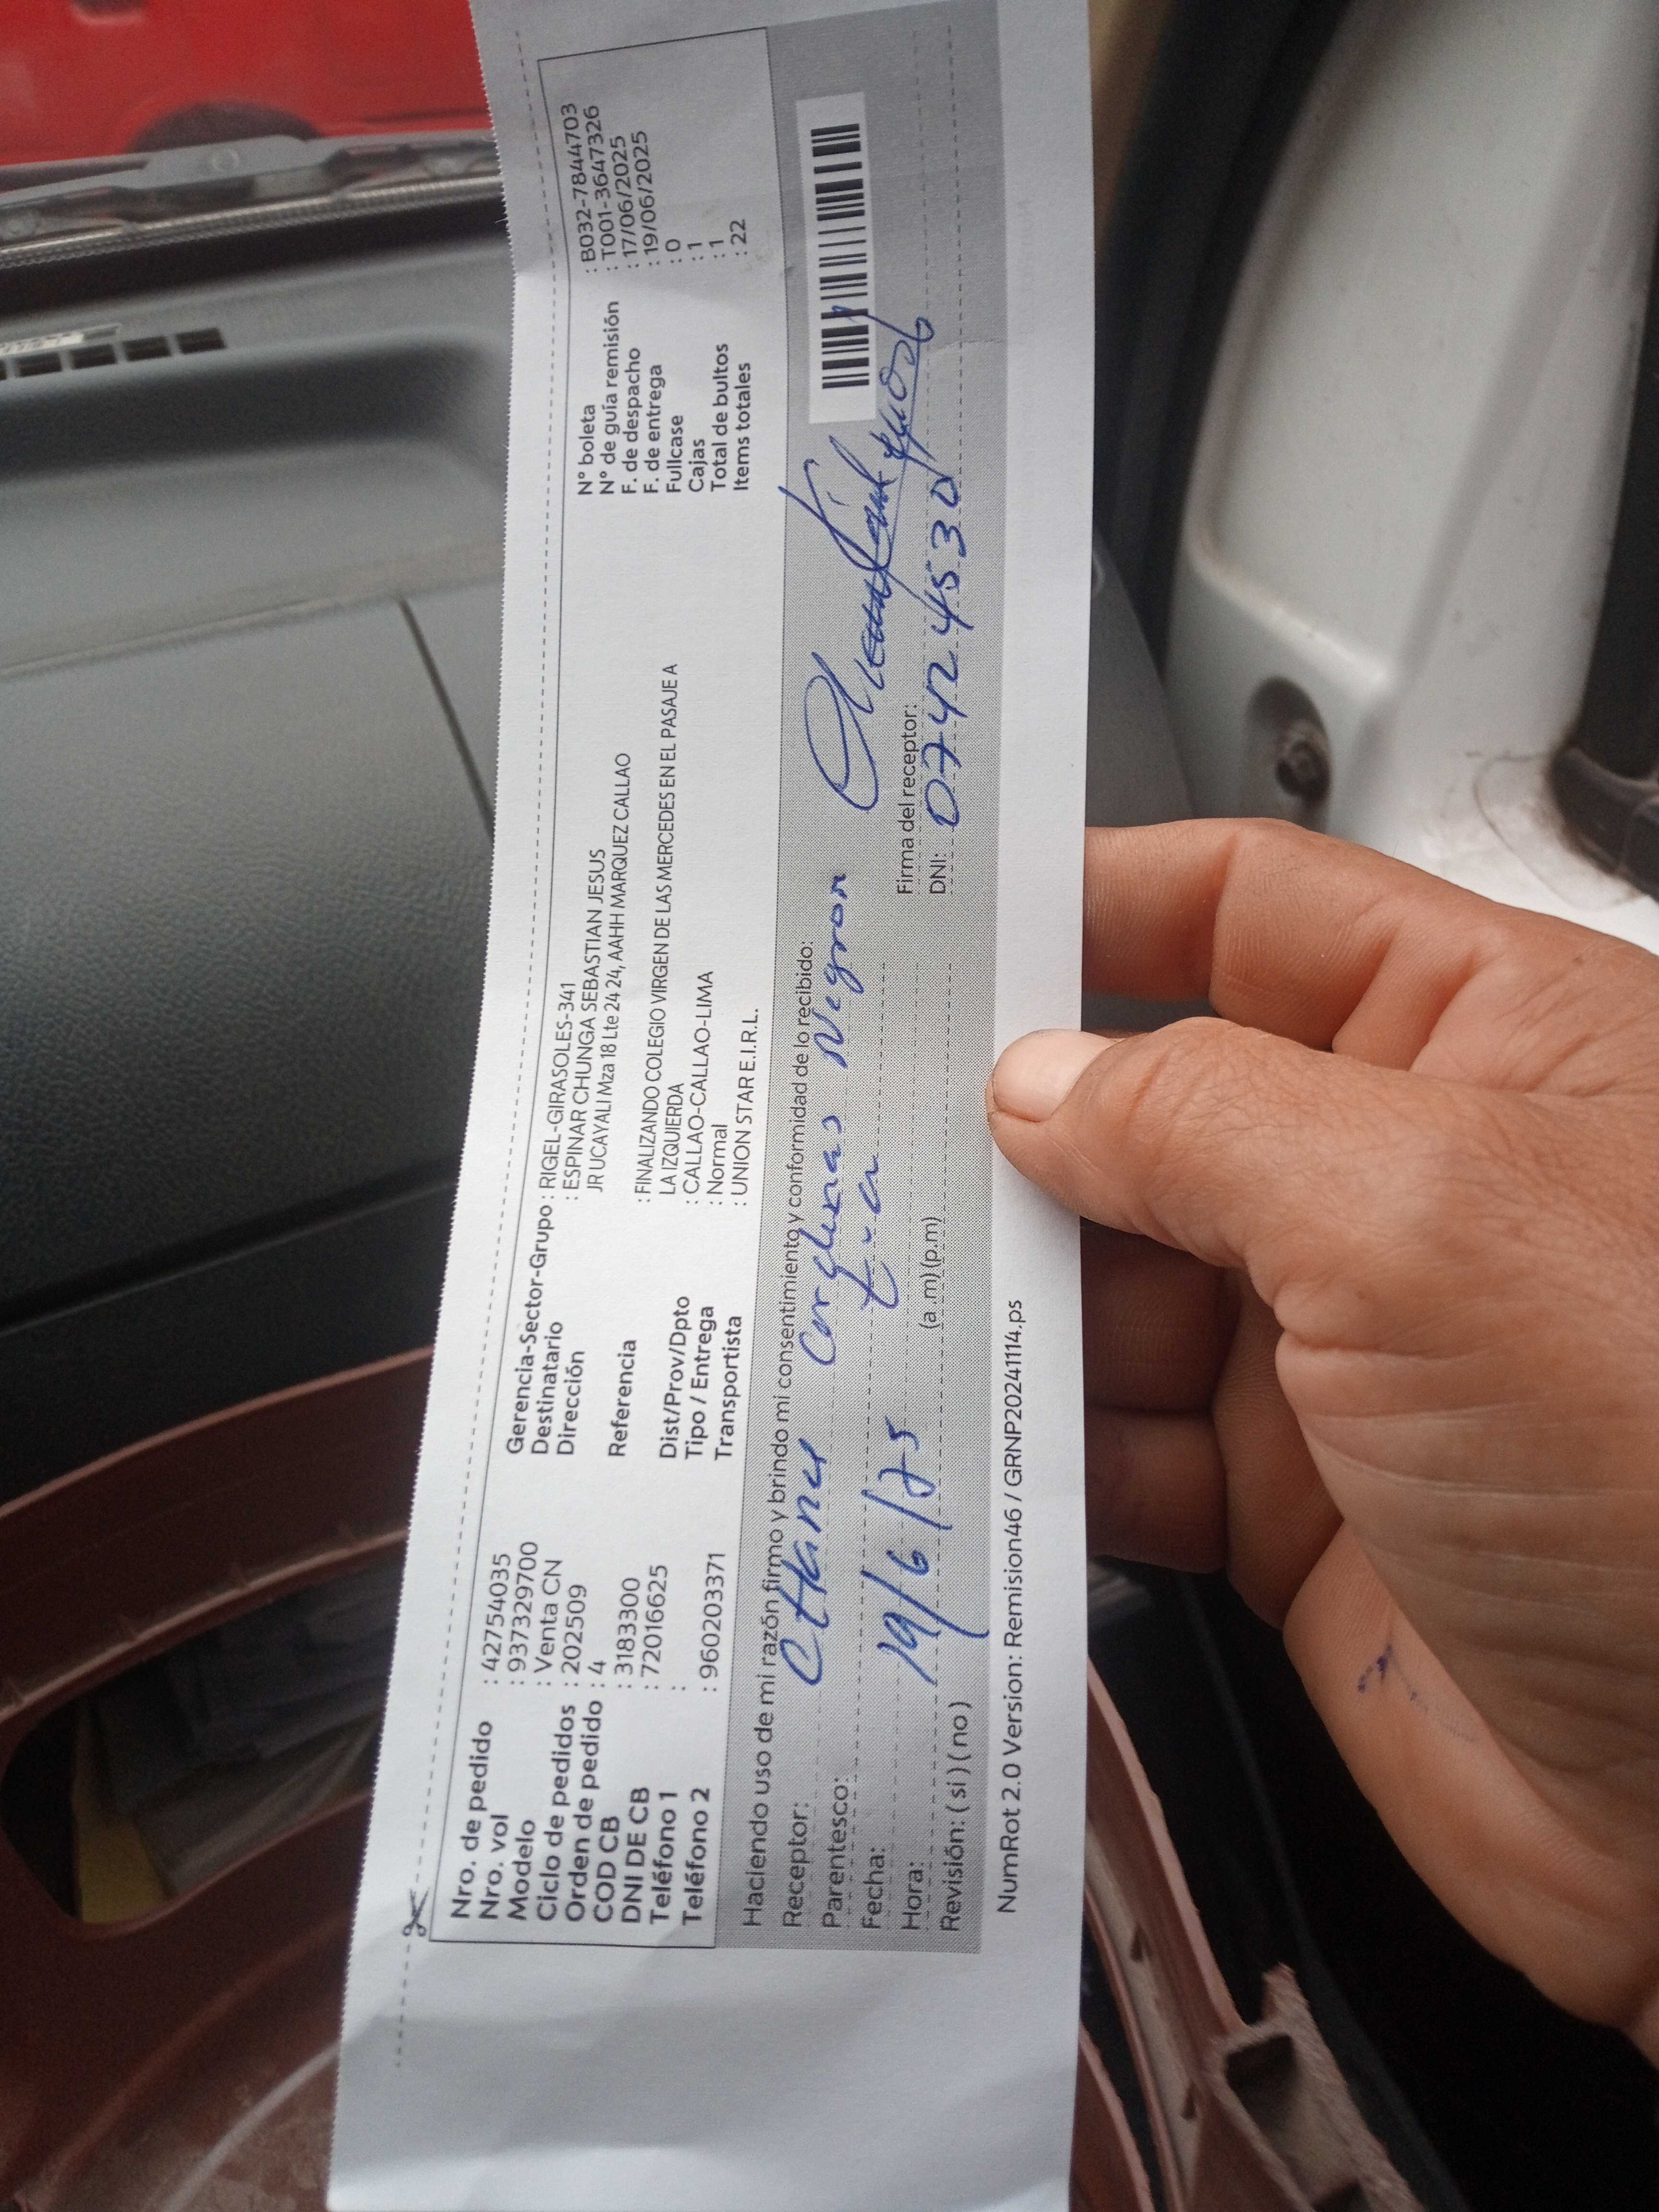 Nro. de pedido : 42754035
Nro. vol : 937329700
Modelo : Venta CN
Ciclo de pedidos : 202509
Orden de pedido : 4
COD CB : 3183300
DNI DE CB : 72016625
Teléfono 1 :
Teléfono 2 : 960203371
Gerencia-Sector-Grupo : RIGEL-GIRASOLES-341
Destinatario : ESPINAR CHUNGA SEBASTIAN JESUS
Dirección JR UCAYALI Mza 18 Lte 24 24, AAHH MARQUEZ CALLAO
Referencia : FINALIZANDO COLEGIO VIRGEN DE LAS MERCEDES EN EL PASAJE A
LA IZQUIERDA
Dist/Prov/Dpto : CALLAO-CALLAO-LIMA
Tipo / Entrega : Normal
Transportista : UNION STAR E.I.R.L.
N° boleta : B032-7844703
N° de guía remisión : T001-3647326
F. de despacho : 17/06/2025
F. de entrega : 19/06/2025
Fullcase : 0
Cajas : 1
Total de bultos : 1
Items totales : 22
Haciendo uso de mi razón firmo y brindo mi consentimiento y conformidad de lo recibido:
Receptor: Negron
Parentesco:
Fecha: 19/6/25
Hora: (a.m) (p.m)
Revisión: ( si ) ( no )
Firma del receptor:
DNI: 07424530
NumRot 2.0 Version: Remision46 / GRNP20241114.ps